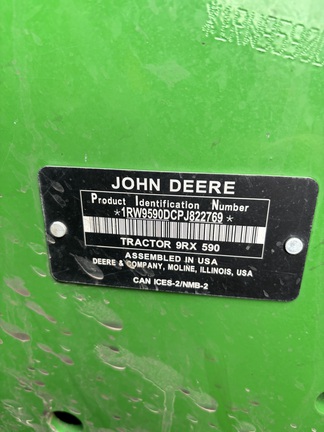 JOHN DEERE
Product Identification Number
*1RW9590DCPJ822769*
TRACTOR 9RX 590
ASSEMBLED IN USA
DEERE & COMPANY, MOLINE, ILLINOIS, USA
CAN ICES-2/NMB-2